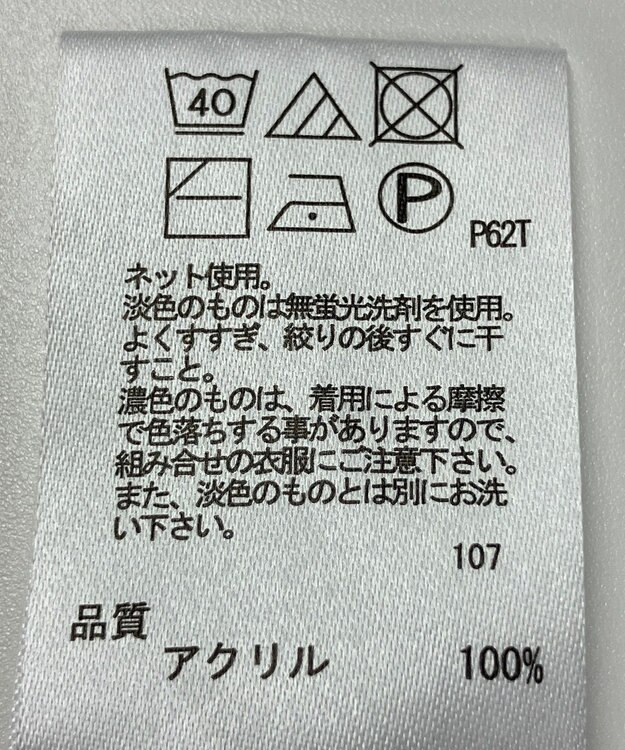 40
P
P62T
ネット使用。
淡色のものは無蛍光洗剤を使用。
よくすすぎ、絞りの後すぐに干
すこと。
濃色のものは、着用による摩擦
で色落ちする事がありますので、
組み合せの衣服にご注意下さい。
また、淡色のものとは別にお洗
い下さい。
107
品質
アクリル 100%